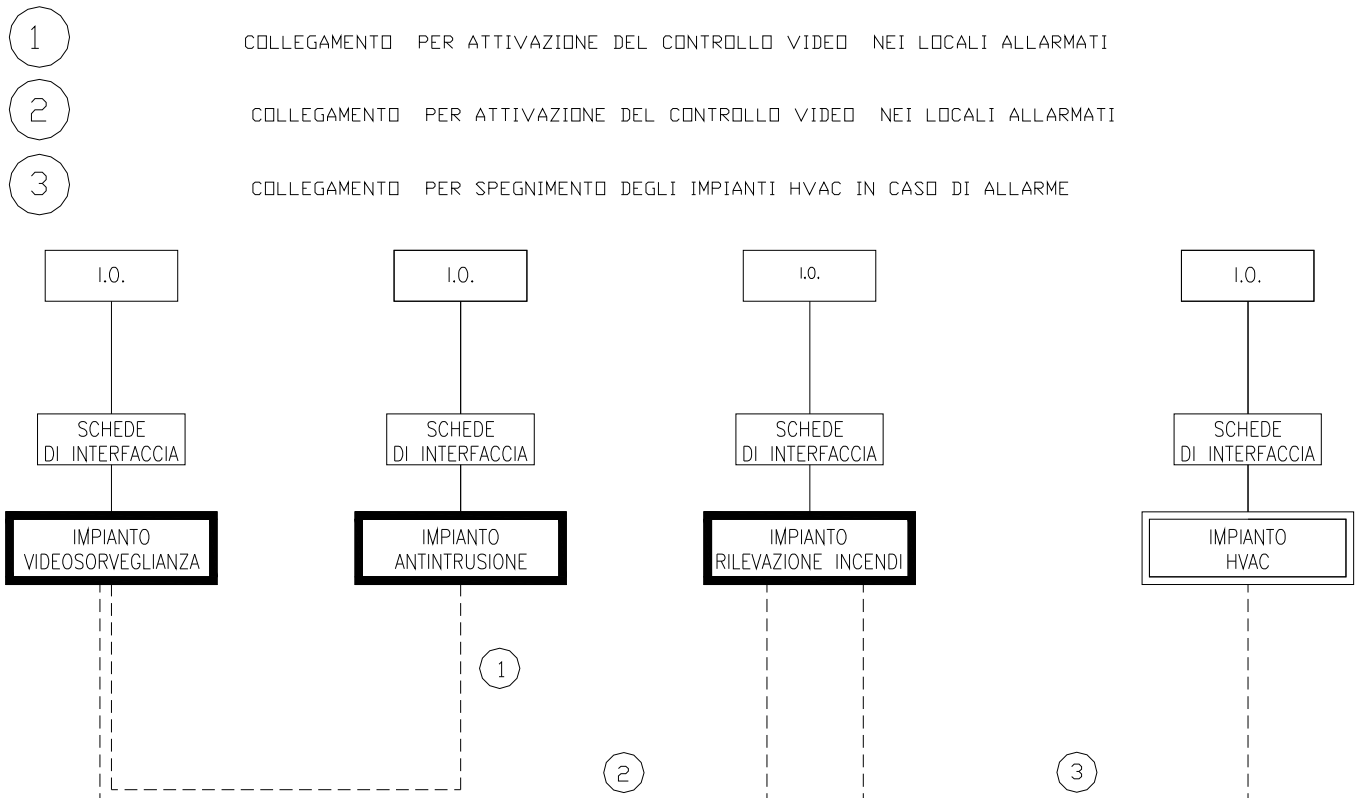 1 COLLEGAMENTO PER ATTIVAZIONE DEL CONTROLLO VIDEO NEI LOCALI ALLARMATI
2 COLLEGAMENTO PER ATTIVAZIONE DEL CONTROLLO VIDEO NEI LOCALI ALLARMATI
3 COLLEGAMENTO PER SPEGNIMENTO DEGLI IMPIANTI HVAC IN CASO DI ALLARME
I.O.
I.O.
I.O.
I.O.
SCHEDE
DI INTERFACCIA
SCHEDE
DI INTERFACCIA
SCHEDE
DI INTERFACCIA
SCHEDE
DI INTERFACCIA
IMPIANTO
VIDEOSORVEGLIANZA
IMPIANTO
ANTINTRUSIONE
IMPIANTO
RILEVAZIONE INCENDI
IMPIANTO
HVAC
1
2
3